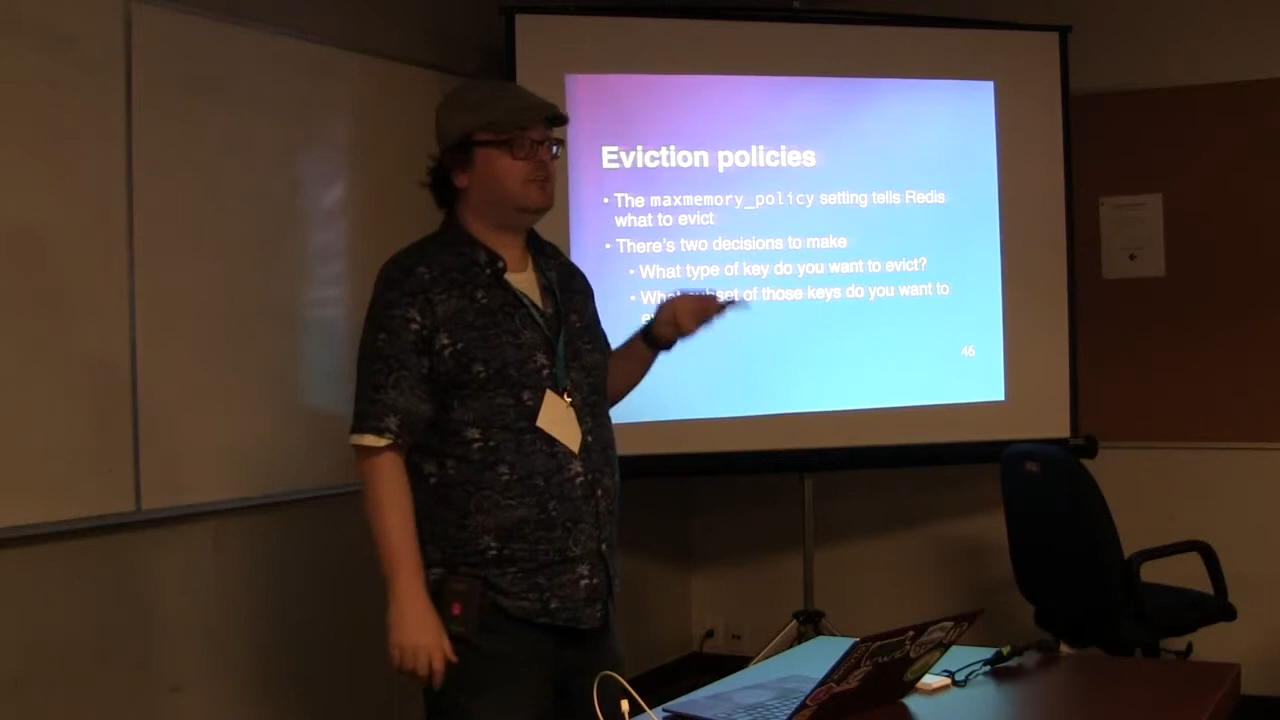 Eviction policies
• The maxmemory_policy setting tells Redis
what to evict
• There's two decisions to make
• What type of key do you want to evict?
• What subset of those keys do you want to
46